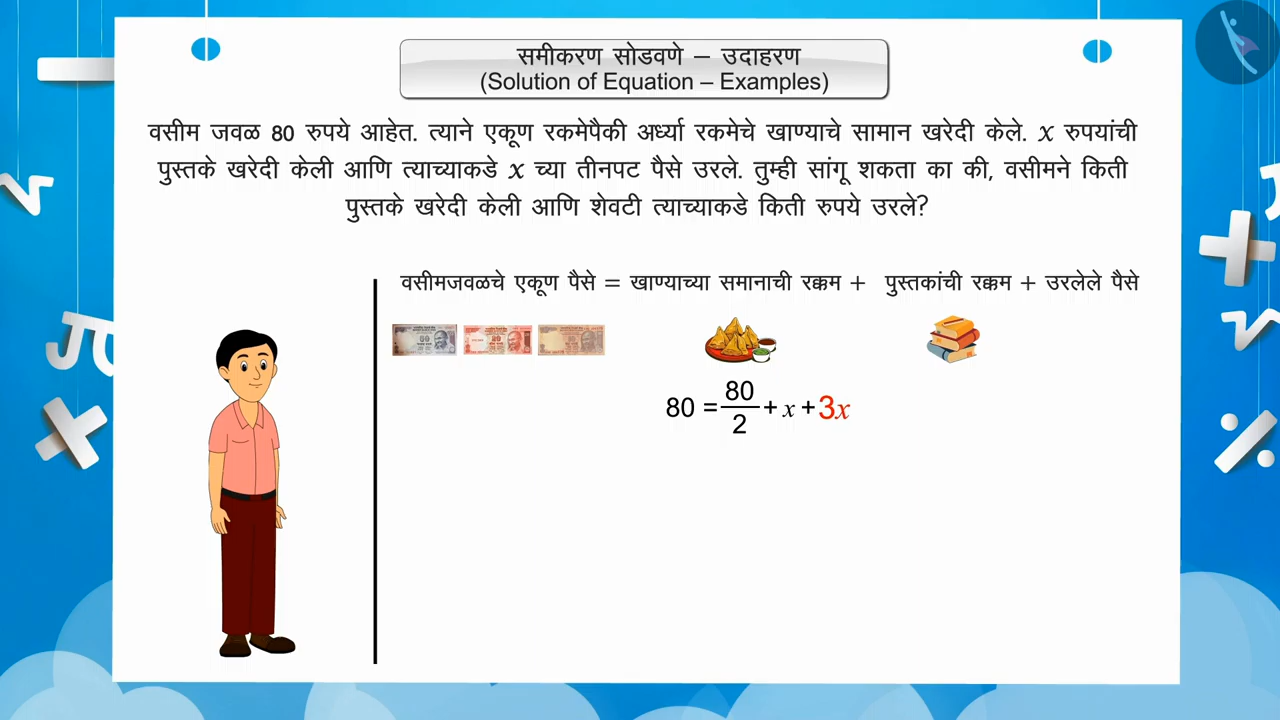 समीकरण सोडवणे – उदाहरण
(Solution of Equation – Examples)
वसीम जवळ 80 रुपये आहेत. त्याने एकूण रकमेपैकी अर्ध्या रकमेचे खाण्याचे सामान खरेदी केले. x रुपयांची
पुस्तके खरेदी केली आणि त्याच्याकडे x च्या तीनपट पैसे उरले. तुम्ही सांगू शकता का की, वसीमने किती
पुस्तके खरेदी केली आणि शेवटी त्याच्याकडे किती रुपये उरले?
वसीमजवळचे एकूण पैसे = खाण्याच्या समानाची रक्कम + पुस्तकांची रक्कम + उरलेले पैसे
80 = 80/2 + x + 3x